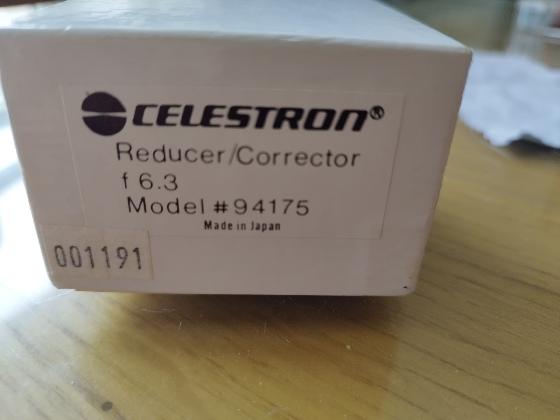 CELESTRON®
Reducer/Corrector
f 6.3
Model #94175
Made in Japan
001191